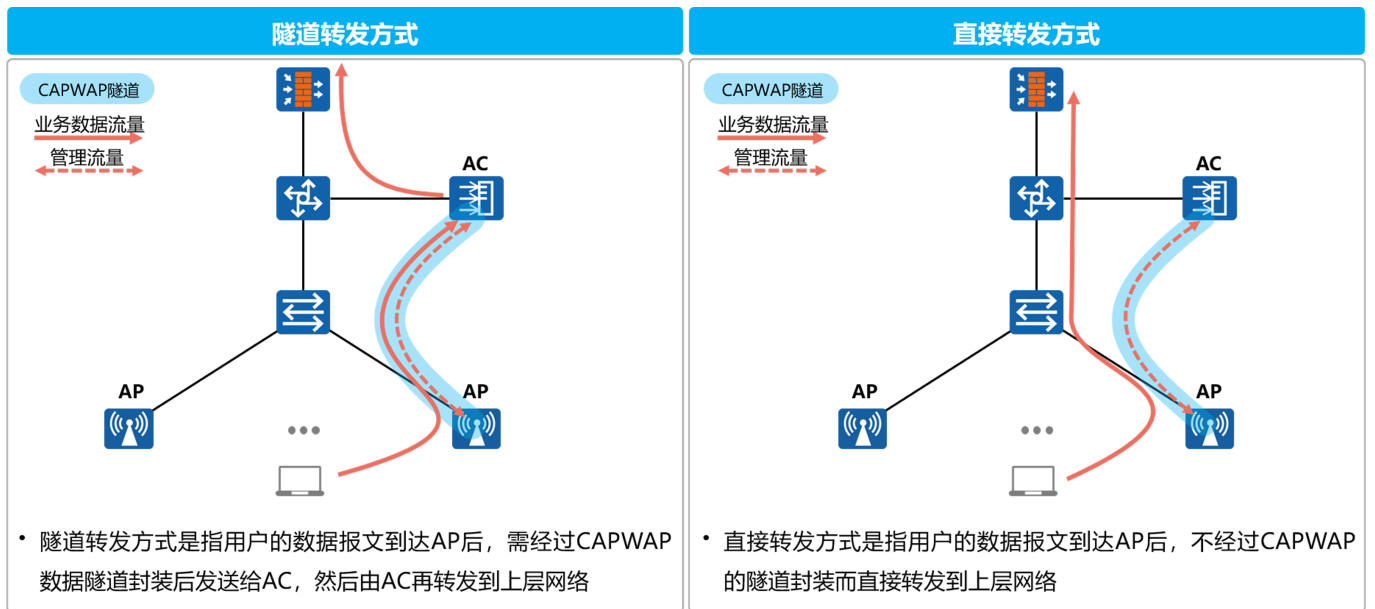 隧道转发方式
CAPWAP隧道
业务数据流量
管理流量
AC
AP
AP
•••
• 隧道转发方式是指用户的数据报文到达AP后，需经过CAPWAP
数据隧道封装后发送给AC，然后由AC再转发到上层网络
直接转发方式
CAPWAP隧道
业务数据流量
管理流量
AC
AP
AP
•••
• 直接转发方式是指用户的数据报文到达AP后，不经过CAPWAP
的隧道封装而直接转发到上层网络